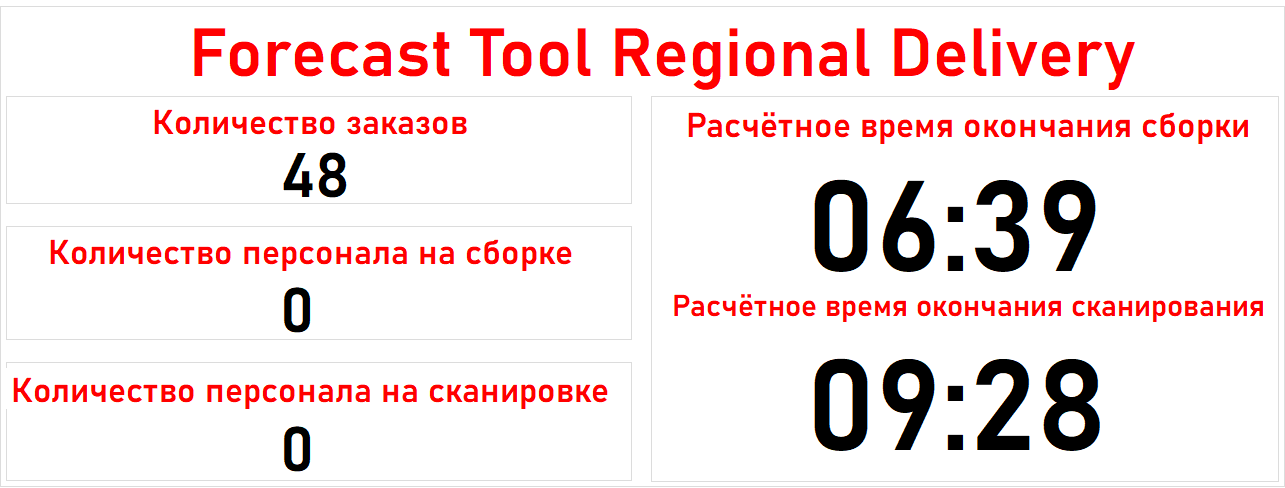 Forecast Tool Regional Delivery
Количество заказов
48
Количество персонала на сборке
0
Количество персонала на сканировке
0
Расчётное время окончания сборки
06:39
Расчётное время окончания сканирования
09:28